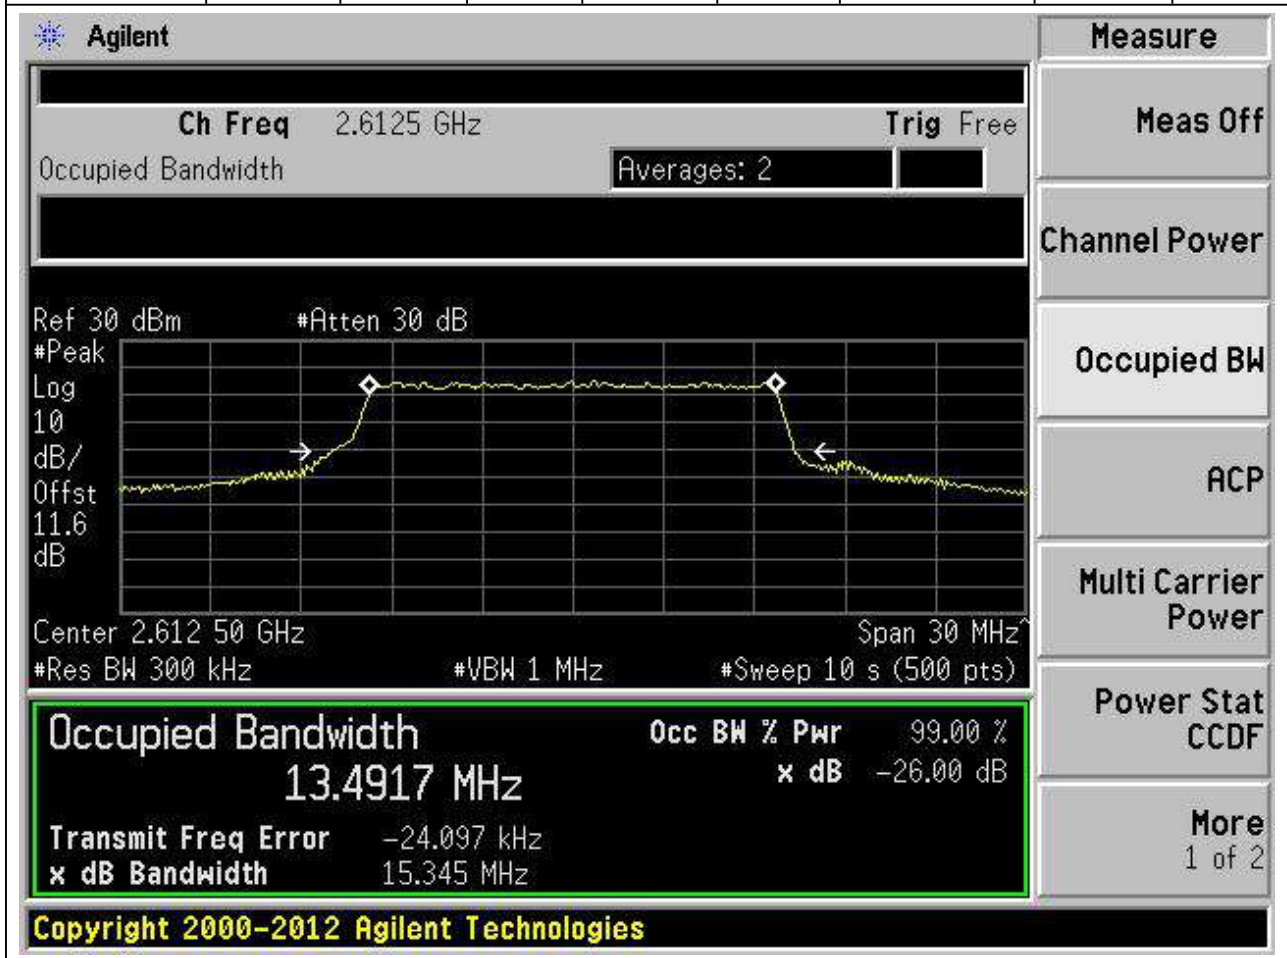 Agilent
Measure
Ch Freq 2.6125 GHz Trig Free
Meas Off
Occupied Bandwidth Averages: 2
Channel Power
Ref 30 dBm #Atten 30 dB
#Peak
Log
10
dB/
Offst
11.6
dB
Occupied BW
ACP
Center 2.612 50 GHz Span 30 MHz^
#Res BW 300 kHz #VBW 1 MHz #Sweep 10 s (500 pts)
Multi Carrier
Power
Occupied Bandwidth Occ BW % Pwr 99.00 %
13.4917 MHz x dB -26.00 dB
Power Stat
CCDF
Transmit Freq Error -24.097 kHz
x dB Bandwidth 15.345 MHz
More
1 of 2
Copyright 2000-2012 Agilent Technologies